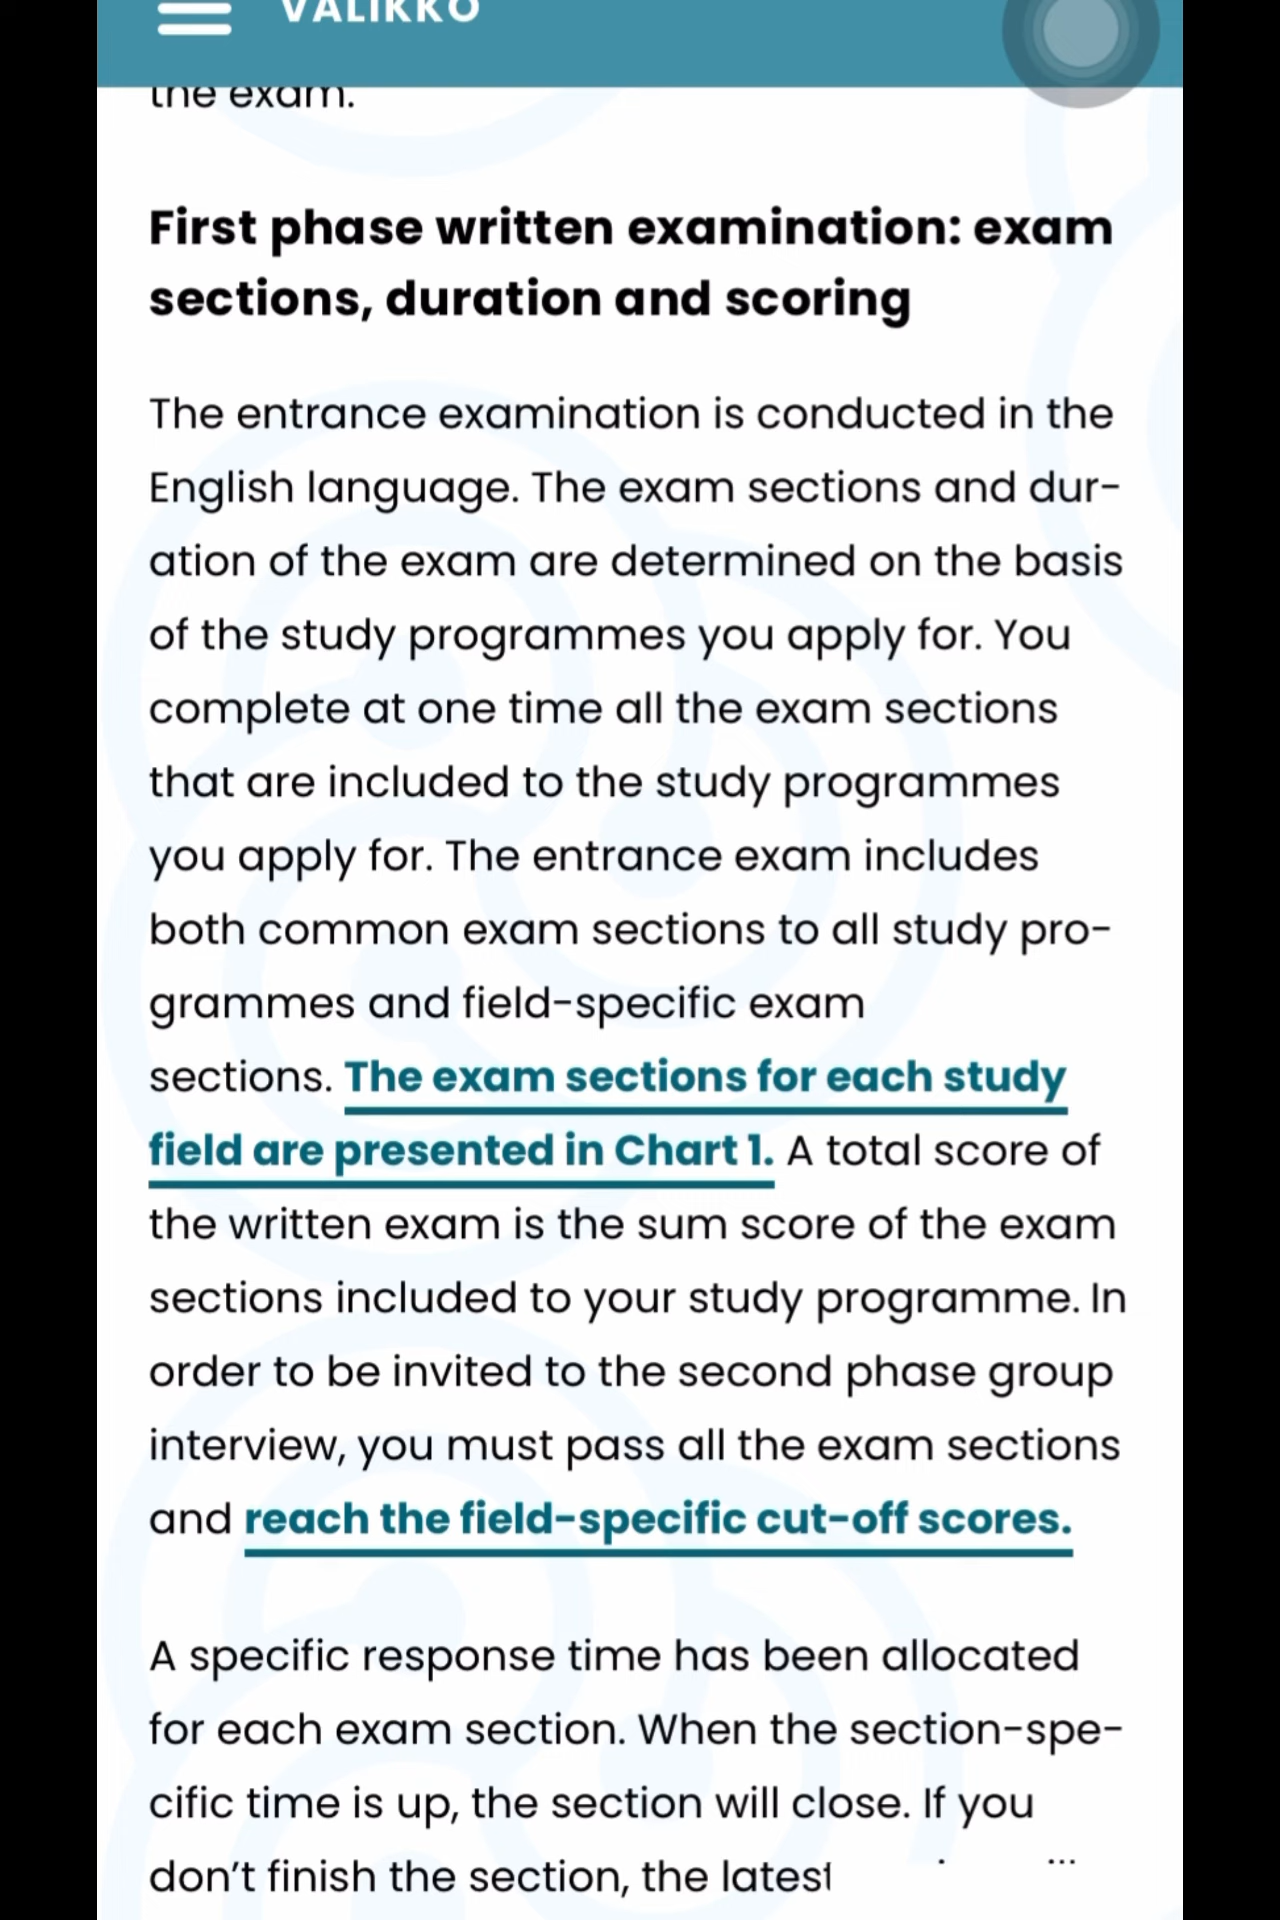 VALIKKO
the exam.
First phase written examination: exam
sections, duration and scoring
The entrance examination is conducted in the
English language. The exam sections and dur-
ation of the exam are determined on the basis
of the study programmes you apply for. You
complete at one time all the exam sections
that are included to the study programmes
you apply for. The entrance exam includes
both common exam sections to all study pro-
grammes and field-specific exam
sections. The exam sections for each study
field are presented in Chart 1. A total score of
the written exam is the sum score of the exam
sections included to your study programme. In
order to be invited to the second phase group
interview, you must pass all the exam sections
and reach the field-specific cut-off scores.
A specific response time has been allocated
for each exam section. When the section-spe-
cific time is up, the section will close. If you
don't finish the section, the latest